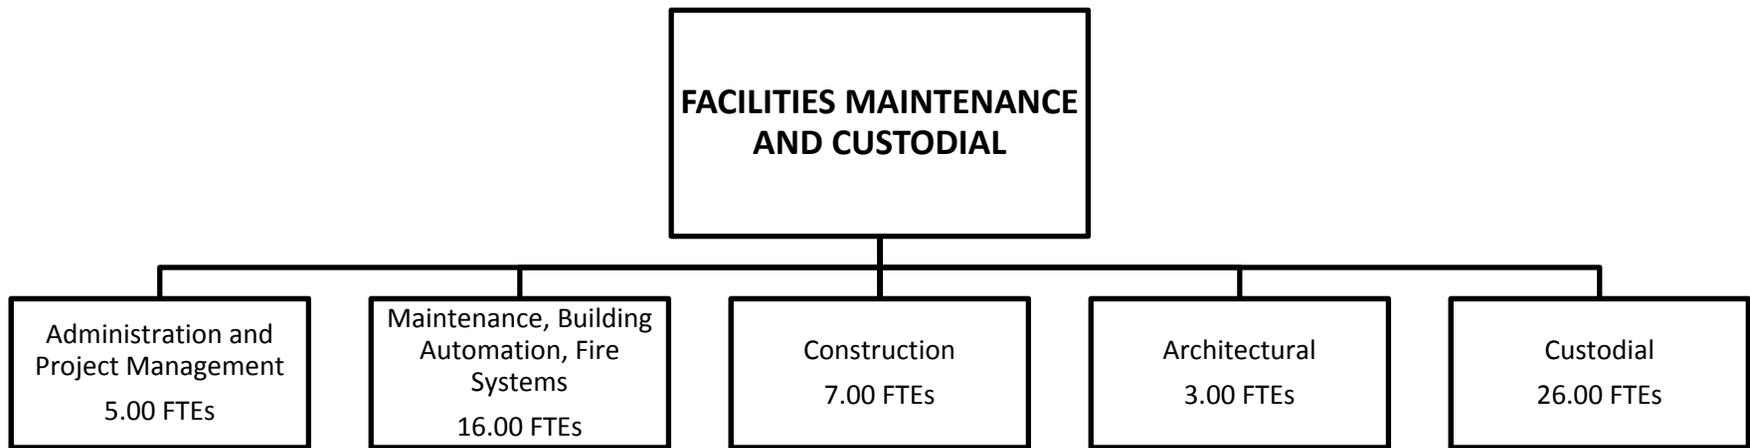 FACILITIES MAINTENANCE
AND CUSTODIAL
Administration and
Project Management
5.00 FTEs
Maintenance, Building
Automation, Fire
Systems
16.00 FTEs
Construction
7.00 FTEs
Architectural
3.00 FTEs
Custodial
26.00 FTEs